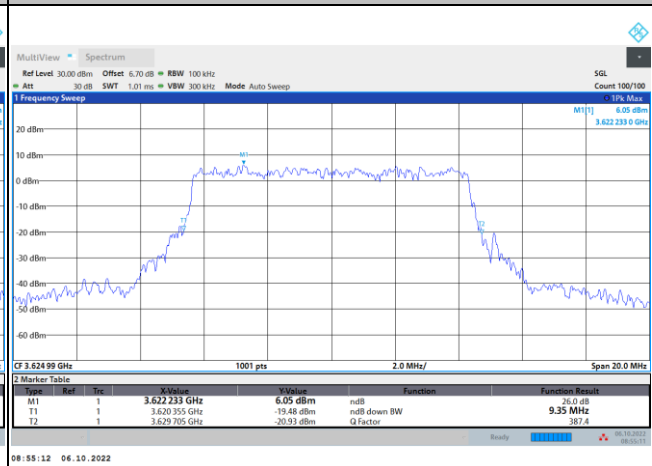 MultiView Spectrum
Ref Level 30.00 dBm Offset 6.70 dB RBW 100 kHz SGL
Att 30 dB SWT 1.01 ms VBW 300 kHz Mode Auto Sweep Count 100/100
1 Frequency Sweep 1Pk Max
M1[1] 6.05 dBm
3.622 233 0 GHz
20 dBm
10 dBm
M1
0 dBm
-10 dBm
T1
T2
-20 dBm
-30 dBm
-40 dBm
-50 dBm
-60 dBm
CF 3.624 99 GHz 1001 pts 2.0 MHz/ Span 20.0 MHz
2 Marker Table
Type Ref Trc X-Value Y-Value Function Function Result
M1 1 3.622 233 GHz 6.05 dBm ndB 26.0 dB
T1 1 3.620 355 GHz -19.48 dBm ndB down BW 9.35 MHz
T2 1 3.629 705 GHz -20.93 dBm Q Factor 387.4
Ready 06.10.2022
08:55:11
08:55:12 06.10.2022